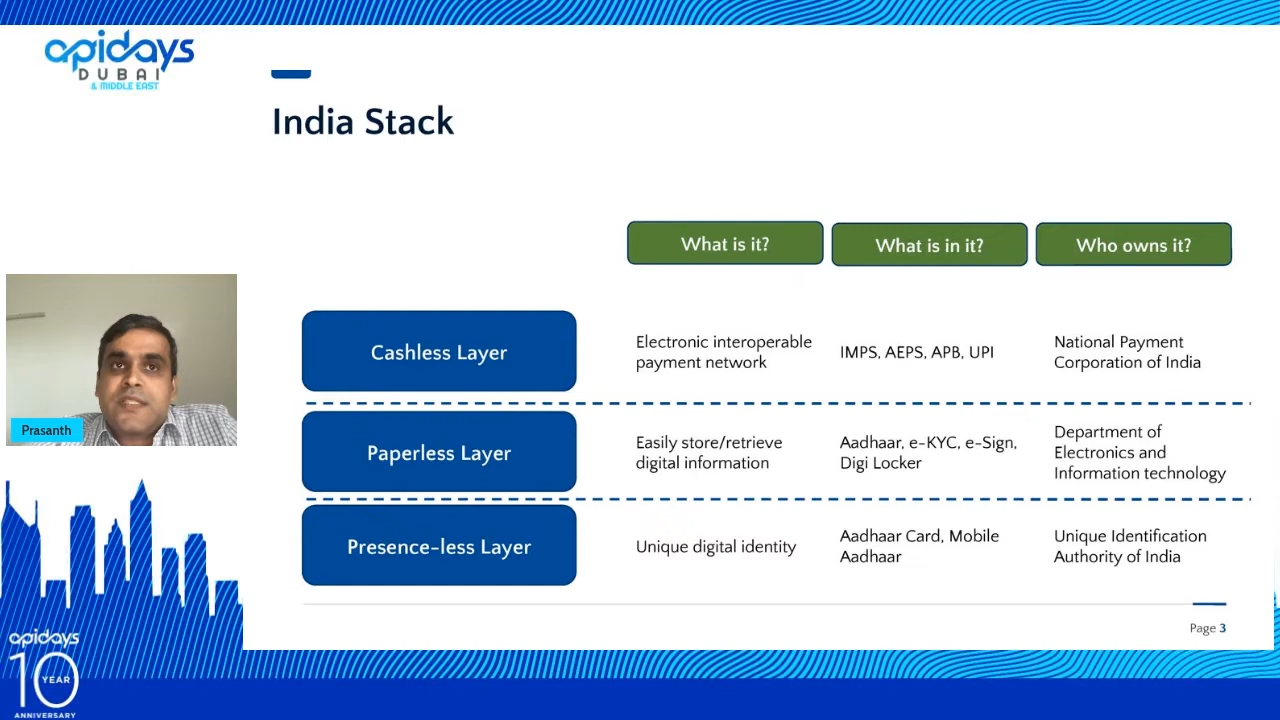 apidays
DUBAI
& MIDDLE EAST
India Stack
What is it?
What is in it?
Who owns it?
Cashless Layer
Electronic interoperable
payment network
IMPS, AEPS, APB, UPI
National Payment
Corporation of India
Paperless Layer
Easily store/retrieve
digital information
Aadhaar, e-KYC, e-Sign,
Digi Locker
Department of
Electronics and
Information technology
Presence-less Layer
Unique digital identity
Aadhaar Card, Mobile
Aadhaar
Unique Identification
Authority of India
Page 3
Prasanth
apidays
10
YEAR
ANNIVERSARY